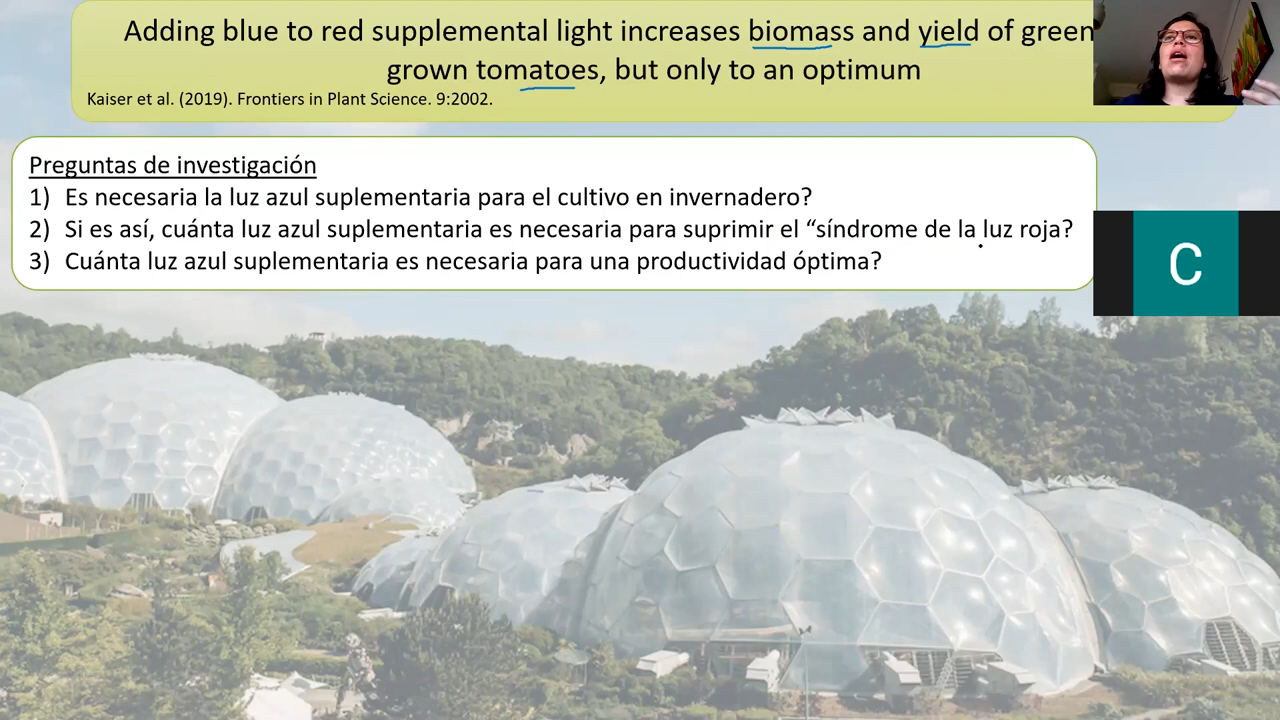 Adding blue to red supplemental light increases biomass and yield of green
grown tomatoes, but only to an optimum
Kaiser et al. (2019). Frontiers in Plant Science. 9:2002.
Preguntas de investigación
1) Es necesaria la luz azul suplementaria para el cultivo en invernadero?
2) Si es así, cuánta luz azul suplementaria es necesaria para suprimir el “síndrome de la luz roja?
3) Cuánta luz azul suplementaria es necesaria para una productividad óptima?
C